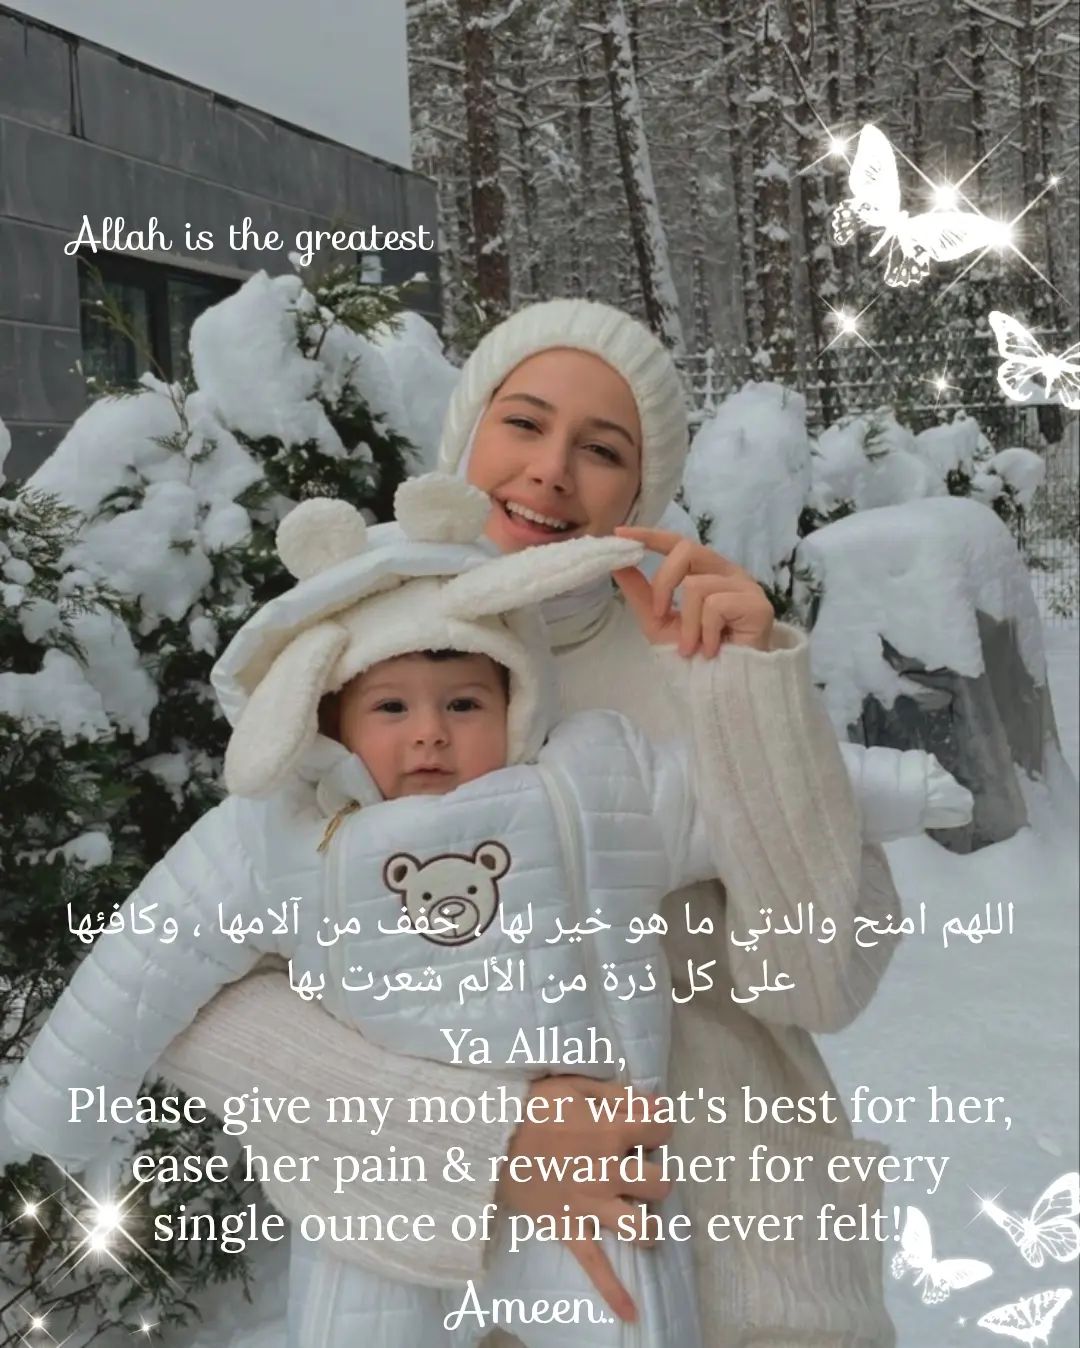 Allah is the greatest
اللهم امنح والدتي ما هو خير لها ، خفف من آلامها ، وكافئها
على كل ذرة من الألم شعرت بها
Ya Allah,
Please give my mother what's best for her,
ease her pain & reward her for every
single ounce of pain she ever felt!
Ameen..